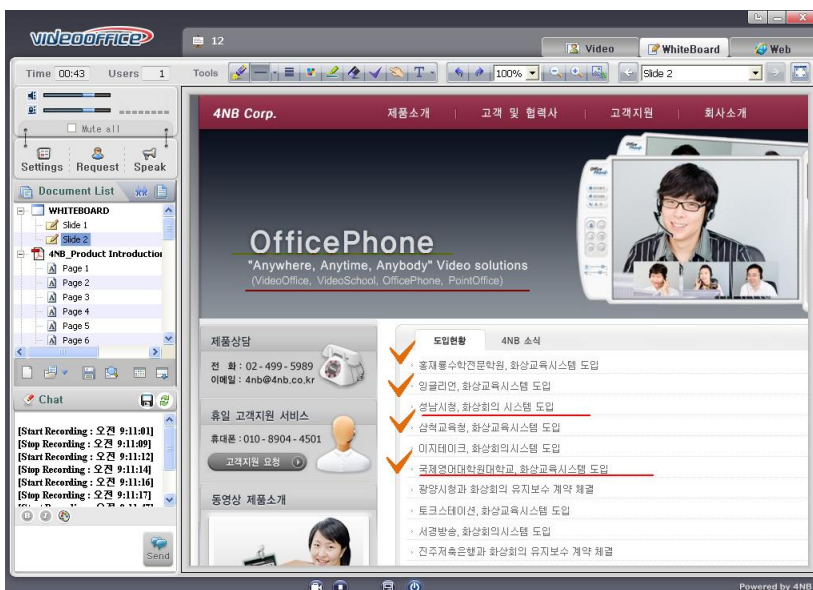 VIDEOOFFICE
12
Video
WhiteBoard
Web
Time 00:43 Users 1
Tools
T
100%
Slide 2
Mute all
Settings Request Speak
Document List
WHITEBOARD
Slide 1
Slide 2
4NB_Product Introduction
Page 1
Page 2
Page 3
Page 4
Page 5
Page 6
Chat
[Start Recording : 오전 9:11:01]
[Stop Recording : 오전 9:11:09]
[Start Recording : 오전 9:11:12]
[Stop Recording : 오전 9:11:14]
[Start Recording : 오전 9:11:16]
[Stop Recording : 오전 9:11:17]
Send
4NB Corp.
제품소개 | 고객 및 협력사 | 고객지원 | 회사소개
OfficePhone
"Anywhere, Anytime, Anybody" Video solutions
(VideoOffice, VideoSchool, OfficePhone, PointOffice)
제품상담
전 화 : 02 - 499 - 5989
이메일 : 4nb@4nb.co.kr
휴일 고객지원 서비스
휴대폰 : 010 - 8904 - 4501
고객지원 요청
동영상 제품소개
도입현황
4NB 소식
홍재룡수학전문학원, 화상교육시스템 도입
잉글리언, 화상교육시스템 도입
성남시청, 화상회의 시스템 도입
삼척교육청, 화상교육시스템 도입
이지테이크, 화상회의시스템 도입
국제영어대학원대학교, 화상교육시스템 도입
광양시청과 화상회의 유지보수 계약 체결
토크스테이션, 화상교육시스템 도입
서경방송, 화상회의시스템 도입
진주저축은행과 화상회의 유지보수 계약 체결
Powered by 4NB